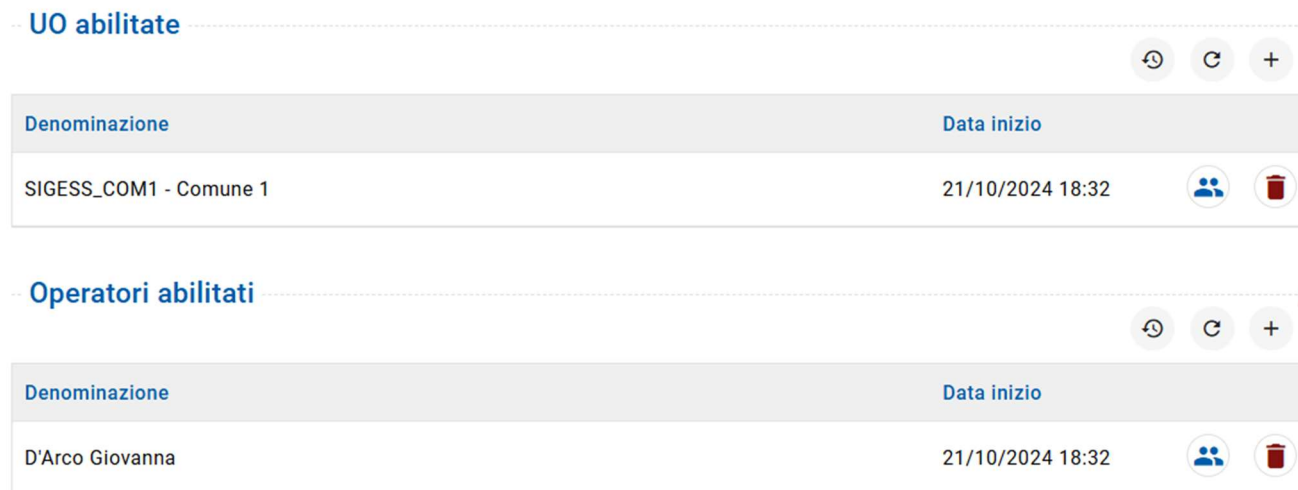 UO abilitate
Denominazione Data inizio
SIGESS_COM1 - Comune 1 21/10/2024 18:32
Operatori abilitati
Denominazione Data inizio
D'Arco Giovanna 21/10/2024 18:32